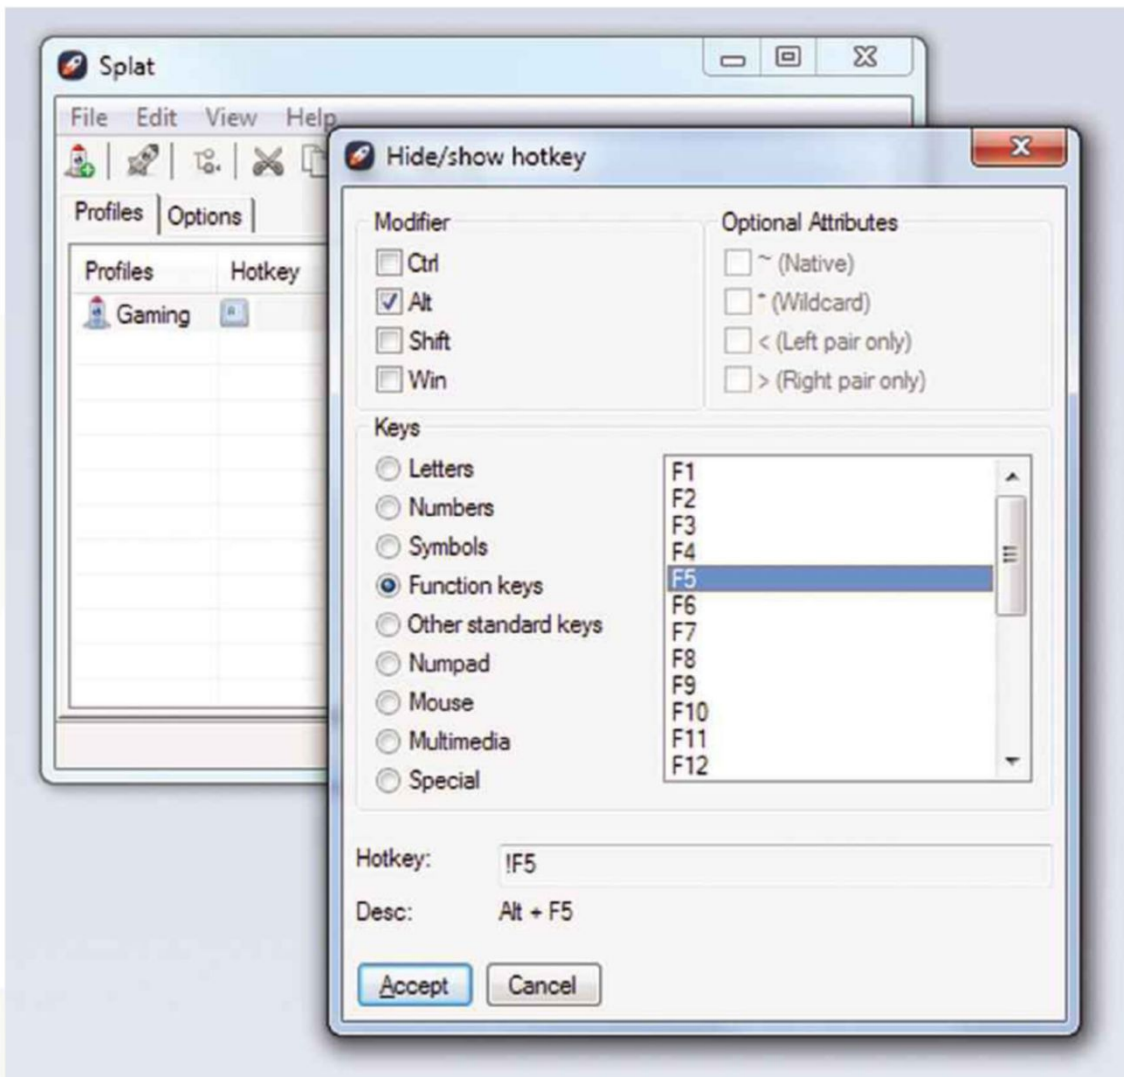 Splat
File Edit View Help
Profiles Options
Profiles Hotkey
Gaming
Hide/show hotkey
Modifier
Ctrl
Alt
Shift
Win
Optional Attributes
~ (Native)
* (Wildcard)
< (Left pair only)
> (Right pair only)
Keys
Letters
Numbers
Symbols
Function keys
Other standard keys
Numpad
Mouse
Multimedia
Special
F1
F2
F3
F4
F5
F6
F7
F8
F9
F10
F11
F12
Hotkey: !F5
Desc: Alt + F5
Accept Cancel